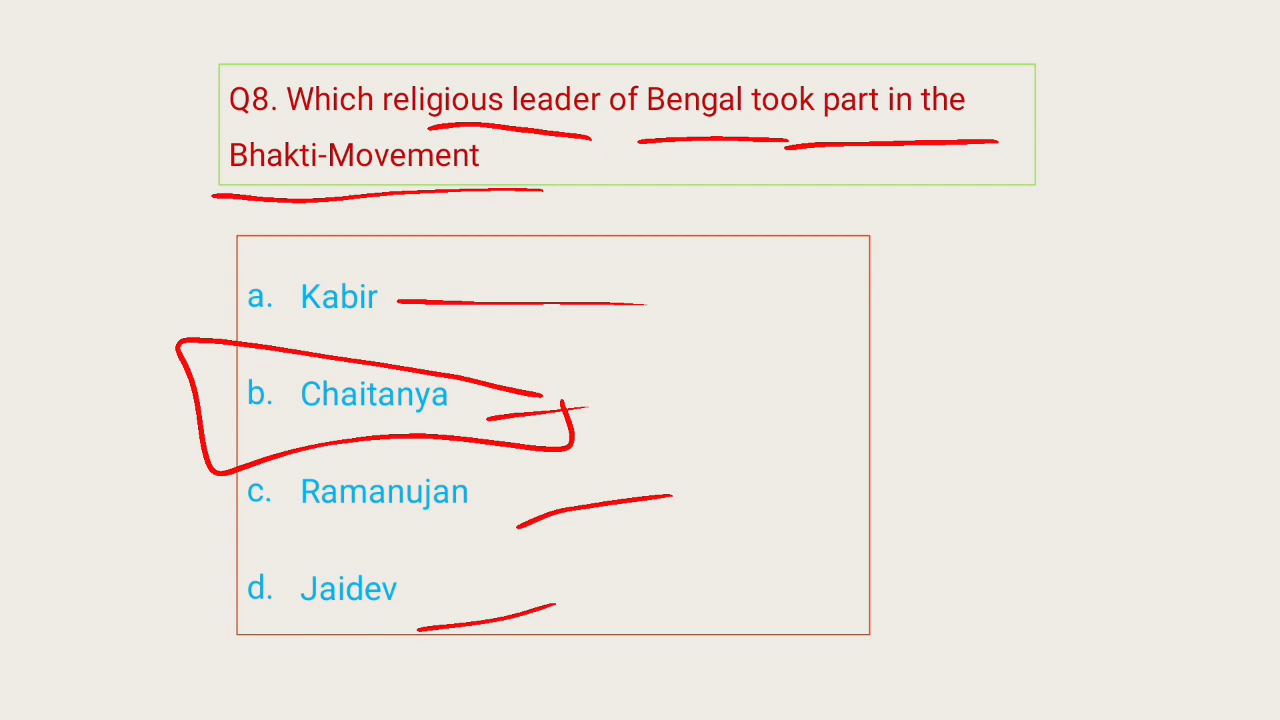 Q8. Which religious leader of Bengal took part in the
Bhakti-Movement
a. Kabir
b. Chaitanya
c. Ramanujan
d. Jaidev